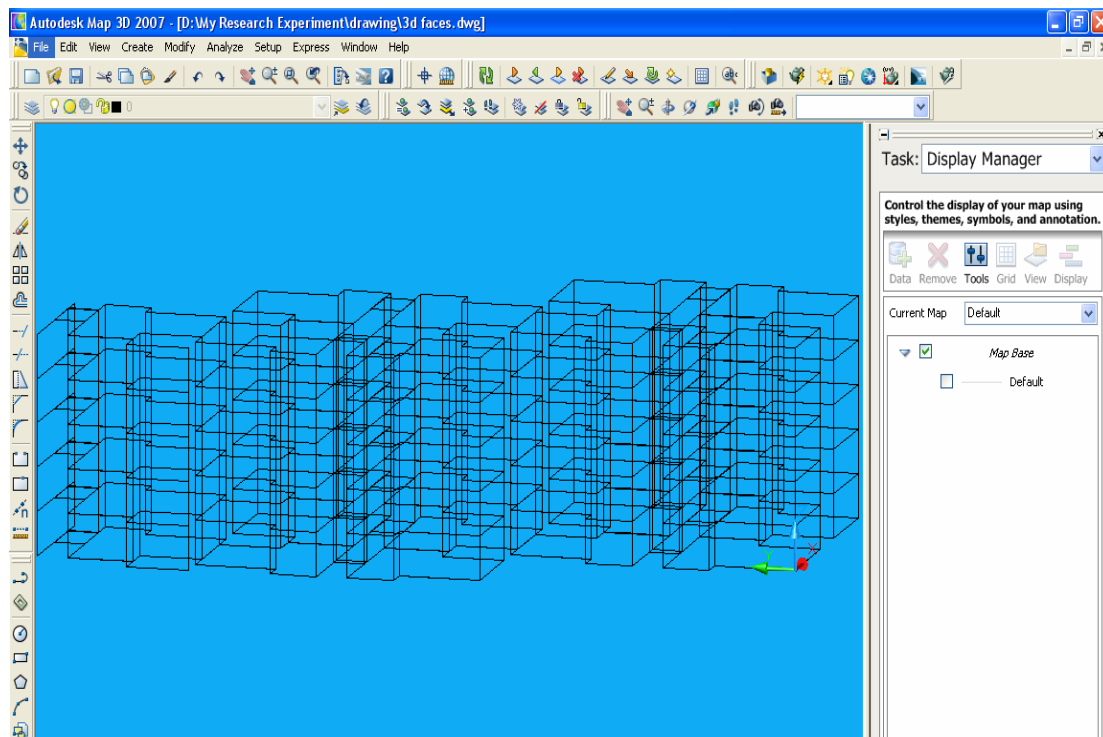 Autodesk Map 3D 2007 - [D:\My Research Experiment\drawing\3d faces.dwg]
File Edit View Create Modify Analyze Setup Express Window Help
0
Task: Display Manager
Control the display of your map using
styles, themes, symbols, and annotation.
Data Remove Tools Grid View Display
Current Map Default
Map Base
Default
Y X